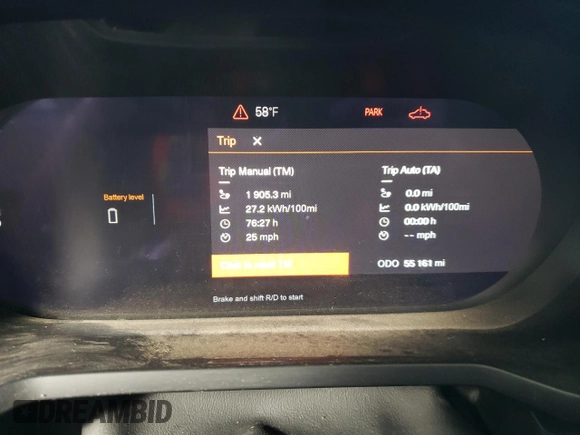 58°F PARK
Trip X
Trip Manual (TM) Trip Auto (TA)
Battery level
1 905.3 mi 0.0 mi
27.2 kWh/100mi 0.0 kWh/100mi
76:27 h 00:00 h
25 mph -- mph
ODO 55 161 mi
Brake and shift R/D to start
DREAMBID